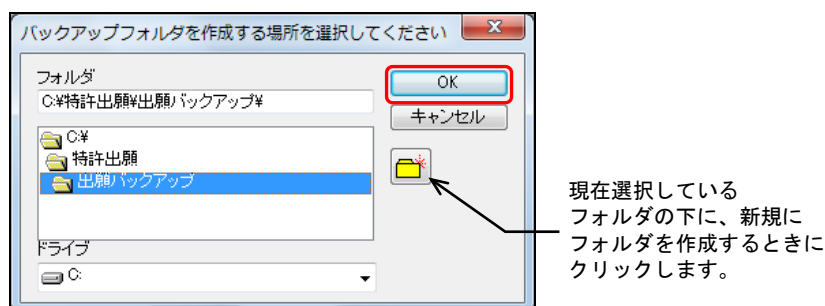 バックアップフォルダを作成する場所を選択してください
フォルダ
C:¥特許出願¥出願バックアップ¥
OK
キャンセル
C:¥
特許出願
出願バックアップ
現在選択している
フォルダの下に、新規に
フォルダを作成するときに
クリックします。
ドライブ
C: